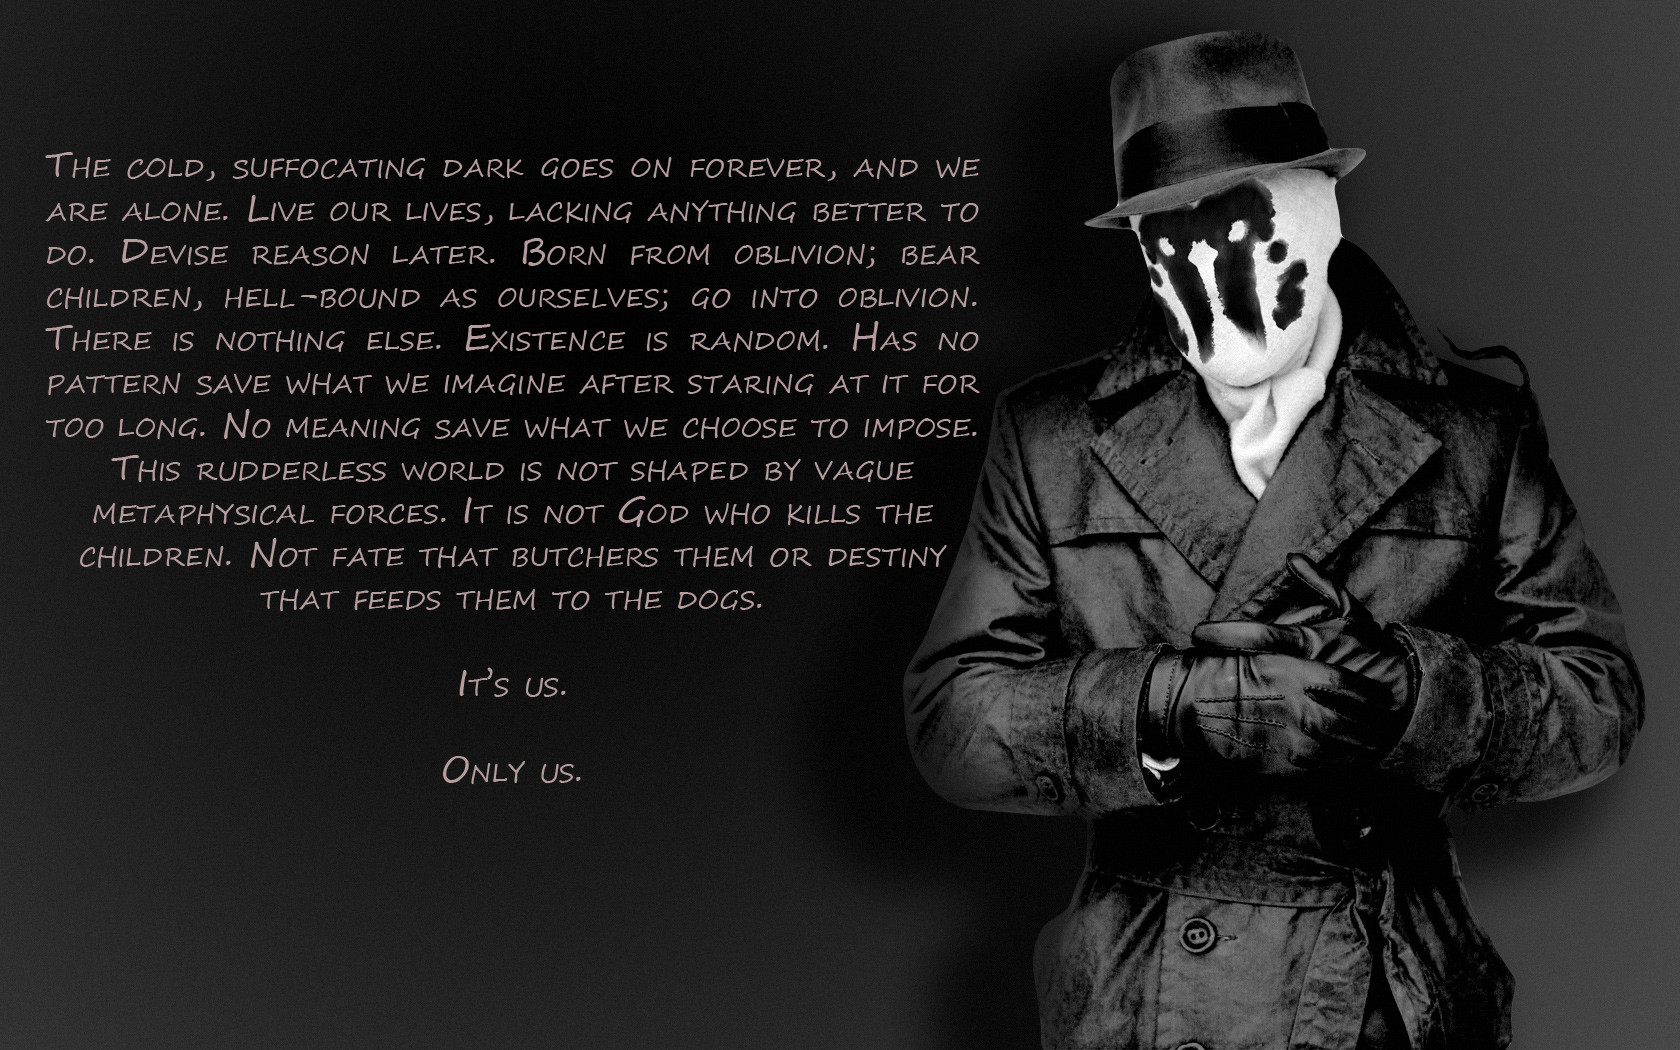 The cold, suffocating dark goes on forever, and we
are alone. Live our lives, lacking anything better to
do. Devise reason later. Born from oblivion; bear
children, hell-bound as ourselves; go into oblivion.
There is nothing else. Existence is random. Has no
pattern save what we imagine after staring at it for
too long. No meaning save what we choose to impose.
This rudderless world is not shaped by vague
metaphysical forces. It is not God who kills the
children. Not fate that butchers them or destiny
that feeds them to the dogs.
It's us.
Only us.